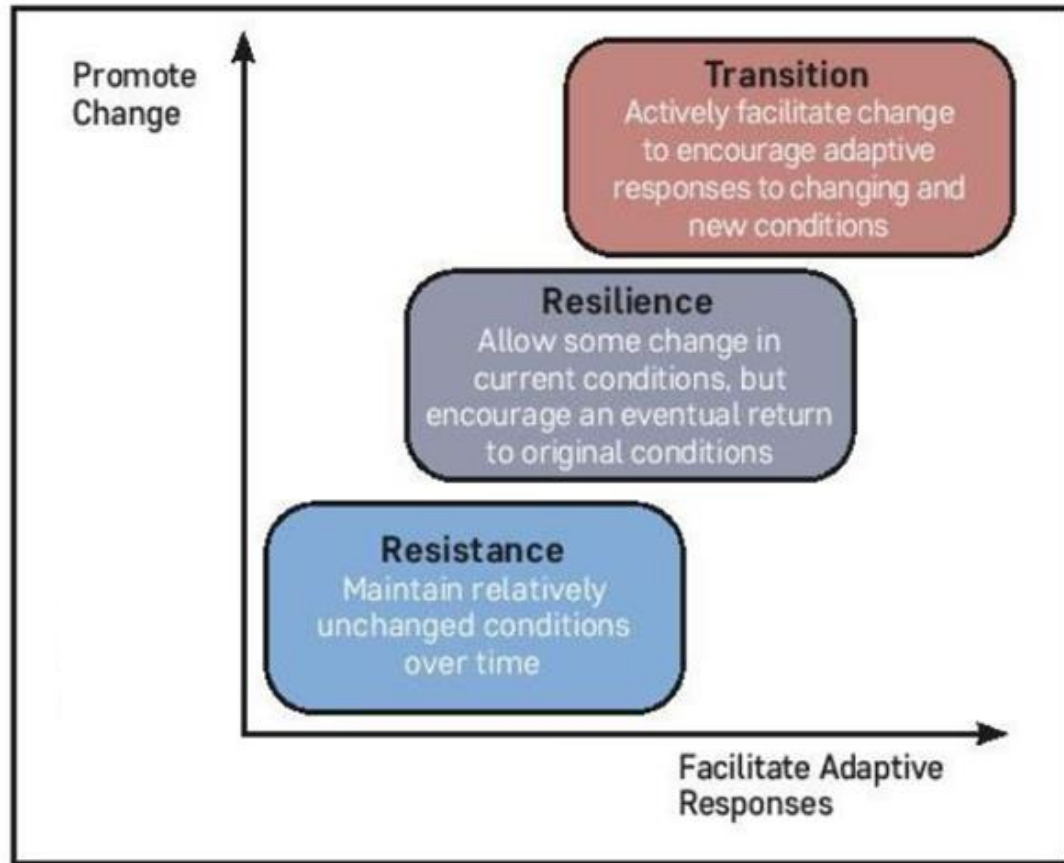 Promote
Change
Transition
Actively facilitate change
to encourage adaptive
responses to changing and
new conditions
Resilience
Allow some change in
current conditions, but
encourage an eventual return
to original conditions
Resistance
Maintain relatively
unchanged conditions
over time
Facilitate Adaptive
Responses